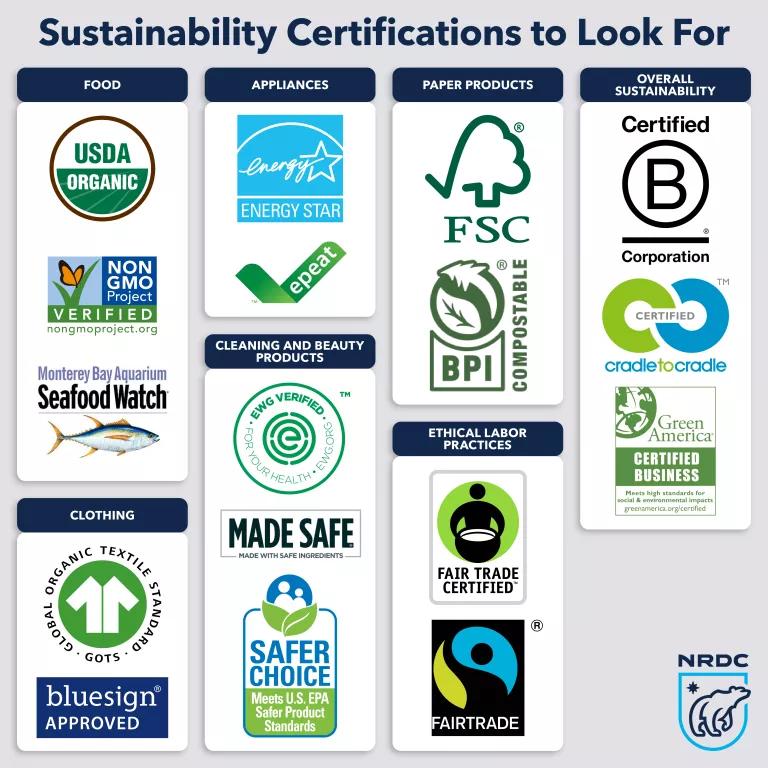 Sustainability Certifications to Look For
FOOD
USDA
ORGANIC
NON
GMO
Project
VERIFIED
nongmoproject.org
Monterey Bay Aquarium
Seafood Watch
CLOTHING
GLOBAL ORGANIC TEXTILE STANDARD
· GOTS ·
bluesign®
APPROVED
APPLIANCES
energy
ENERGY STAR
epeat
TM
CLEANING AND BEAUTY
PRODUCTS
EWG VERIFIED ™
· FOR YOUR HEALTH · EWG.ORG
MADE SAFE
MADE WITH SAFE INGREDIENTS
SAFER
CHOICE
Meets U.S. EPA
Safer Product
Standards
PAPER PRODUCTS
®
FSC
®
BPI
COMPOSTABLE
ETHICAL LABOR
PRACTICES
FAIR TRADE
CERTIFIED™
®
FAIRTRADE
OVERALL
SUSTAINABILITY
Certified
B
®
Corporation
TM
CERTIFIED
cradletocradle
Green
America
CERTIFIED
BUSINESS
Meets high standards for
social & environmental impacts
greenamerica.org/certified
NRDC